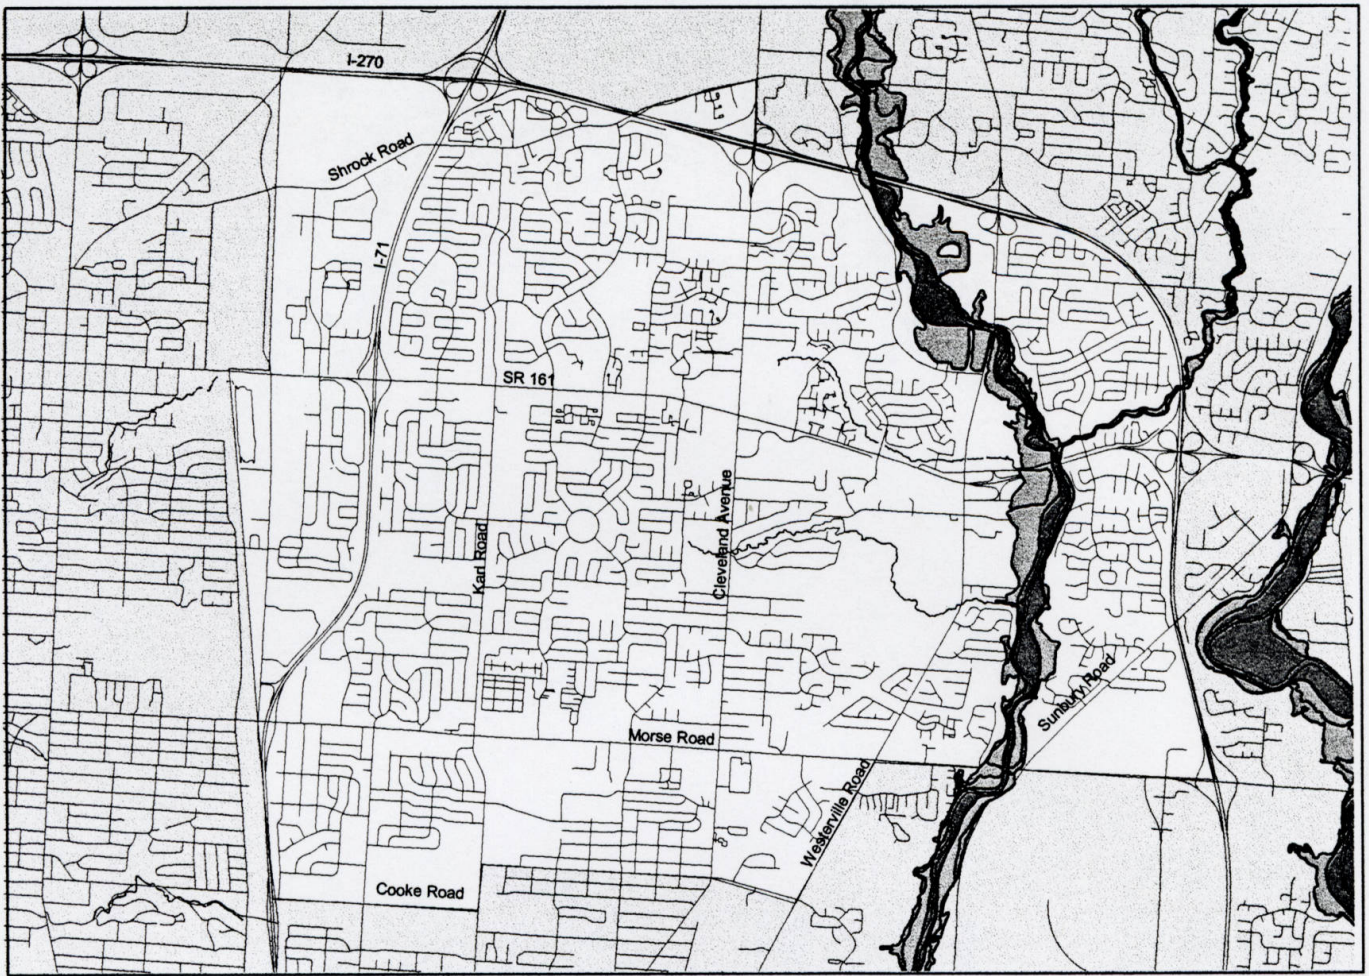 I-270
Shrock Road
I-71
SR 161
Karl Road
Cleveland Avenue
Sunbury Road
Morse Road
Westerville Road
Cooke Road